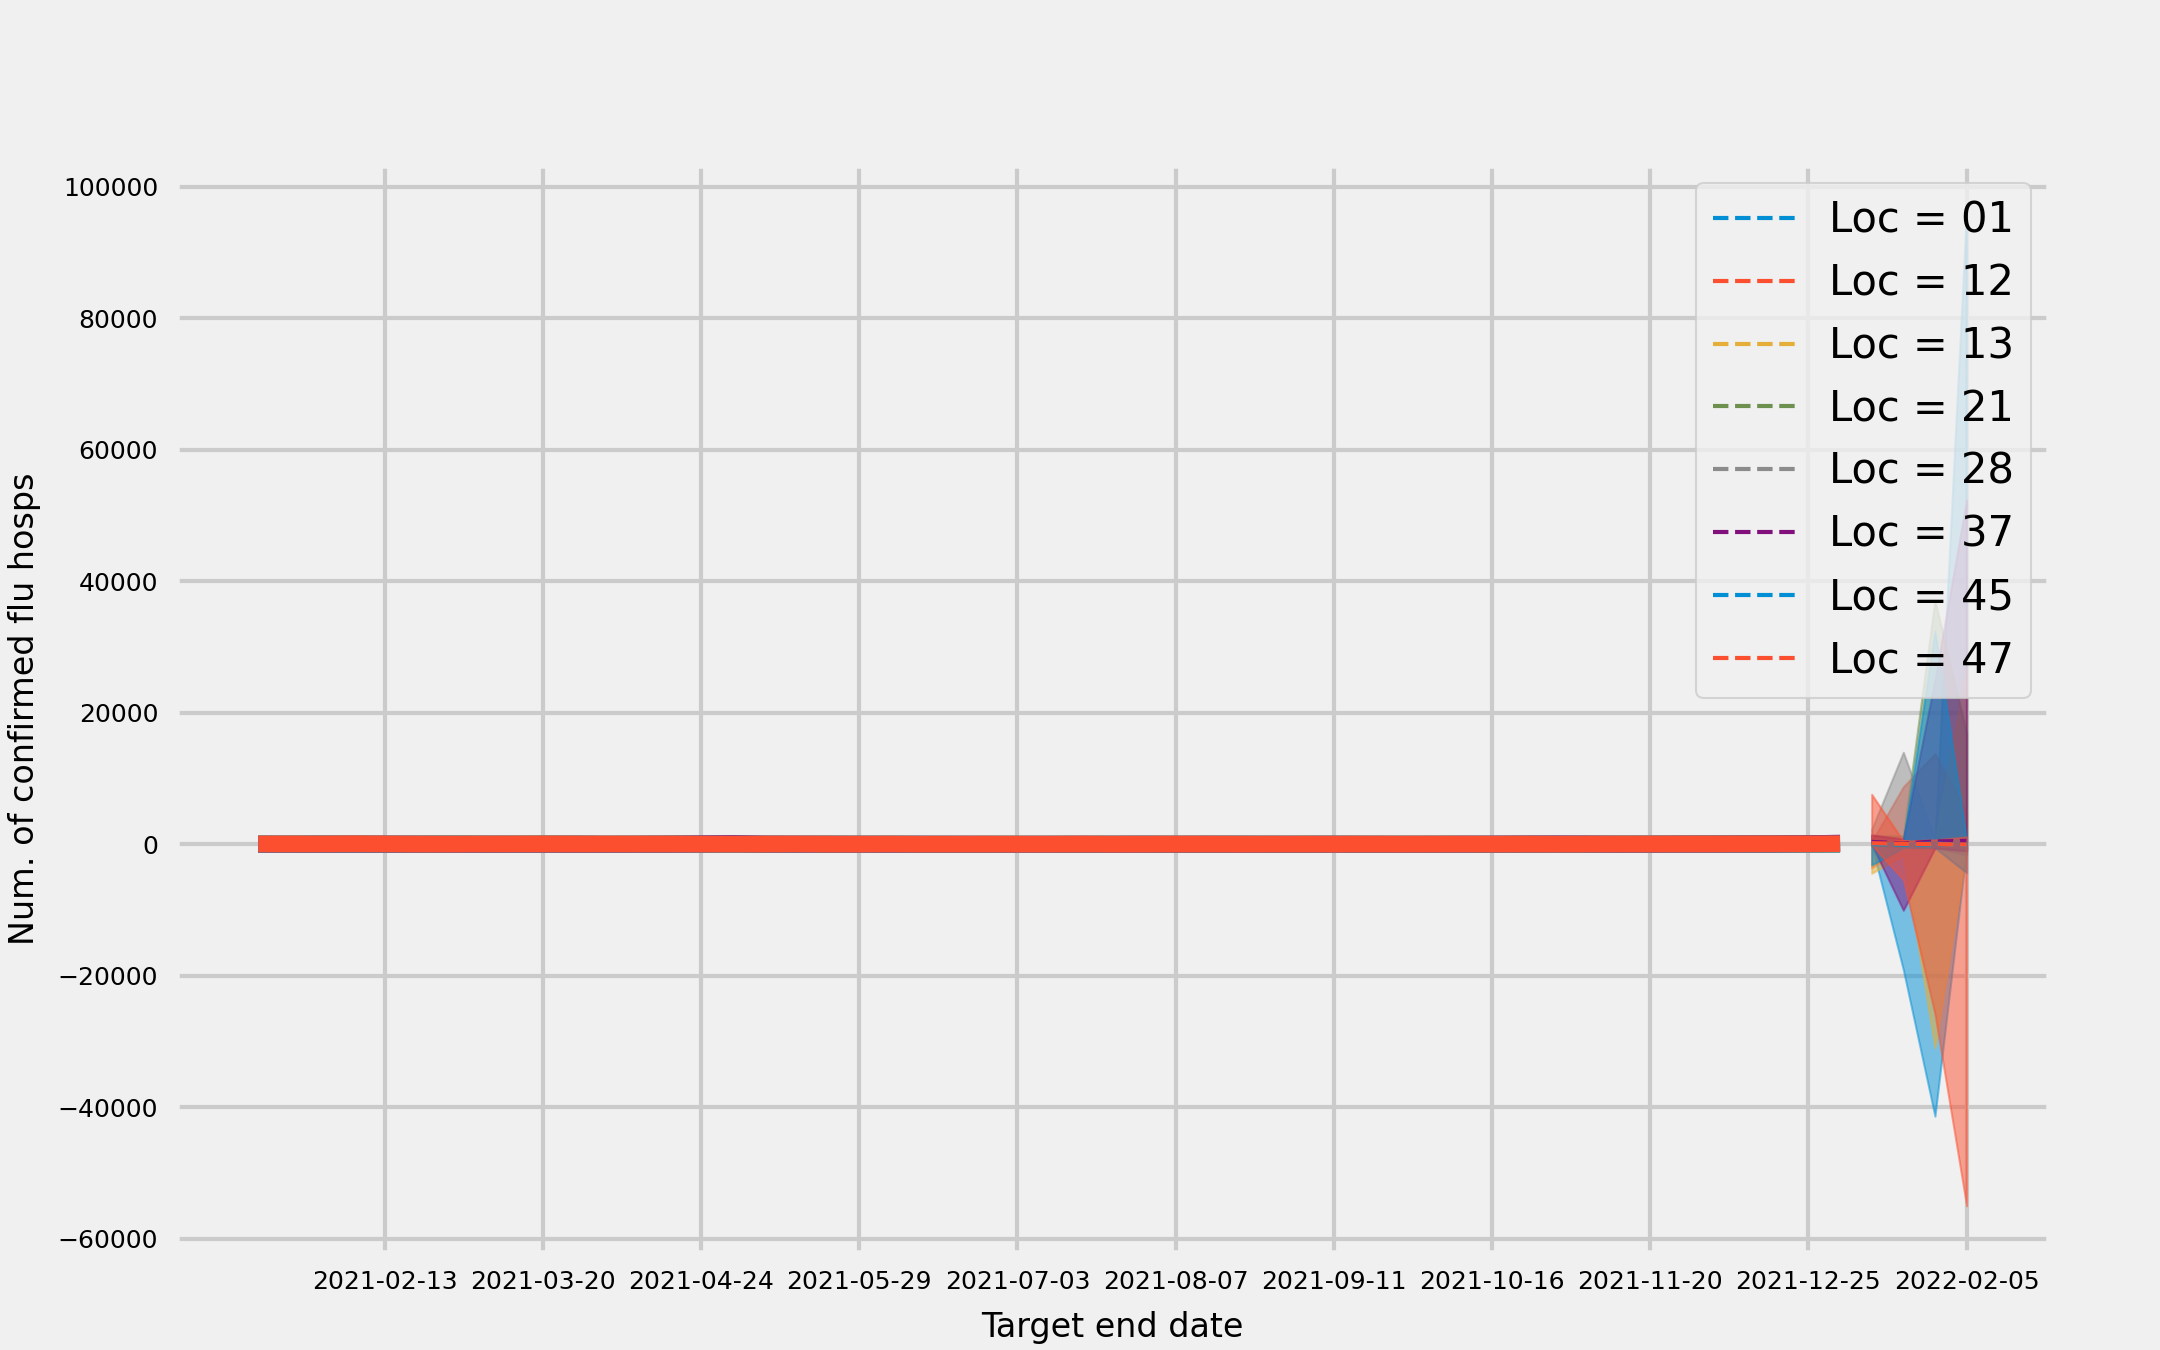 100000
80000
60000
40000
20000
0
−20000
−40000
−60000
Num. of confirmed flu hosps
Loc = 01
Loc = 12
Loc = 13
Loc = 21
Loc = 28
Loc = 37
Loc = 45
Loc = 47
2021-02-13 2021-03-20 2021-04-24 2021-05-29 2021-07-03 2021-08-07 2021-09-11 2021-10-16 2021-11-20 2021-12-25 2022-02-05
Target end date